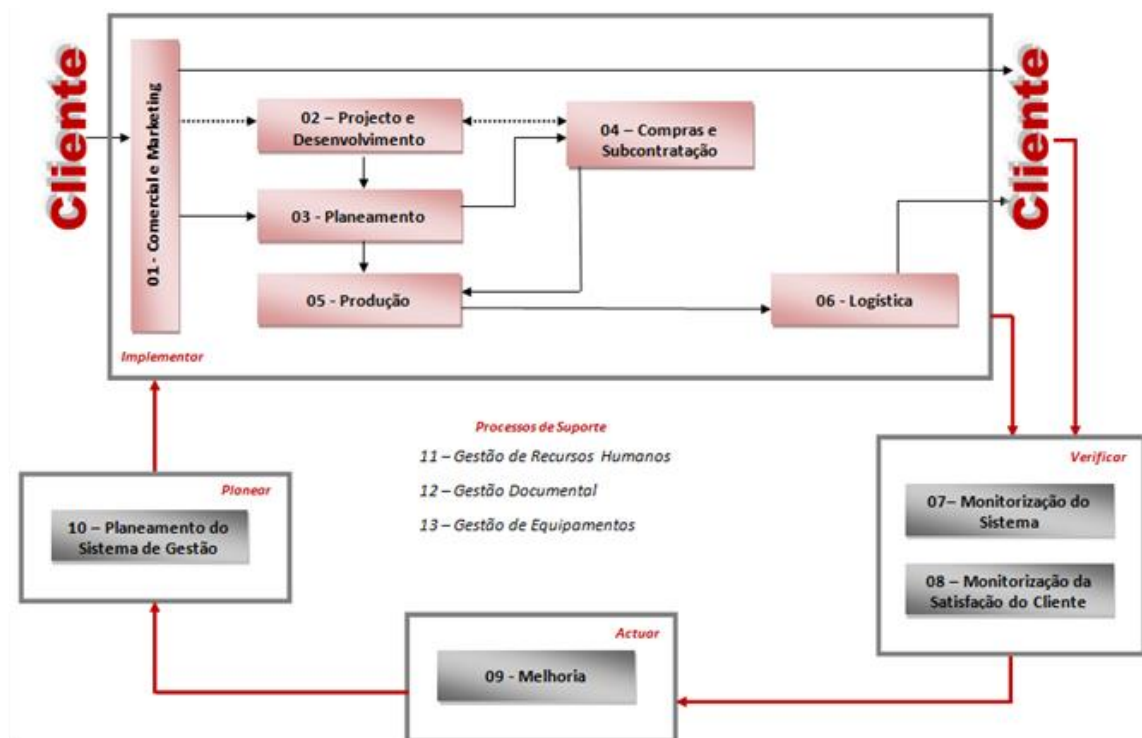 Cliente
01 - Comercial e Marketing
02 – Projecto e
Desenvolvimento
04 – Compras e
Subcontratação
03 - Planeamento
05 - Produção
06 - Logística
Cliente
Implementar
Processos de Suporte
11 – Gestão de Recursos Humanos
12 – Gestão Documental
13 – Gestão de Equipamentos
Planear
10 – Planeamento do
Sistema de Gestão
Verificar
07– Monitorização do
Sistema
08 – Monitorização da
Satisfação do Cliente
Actuar
09 - Melhoria